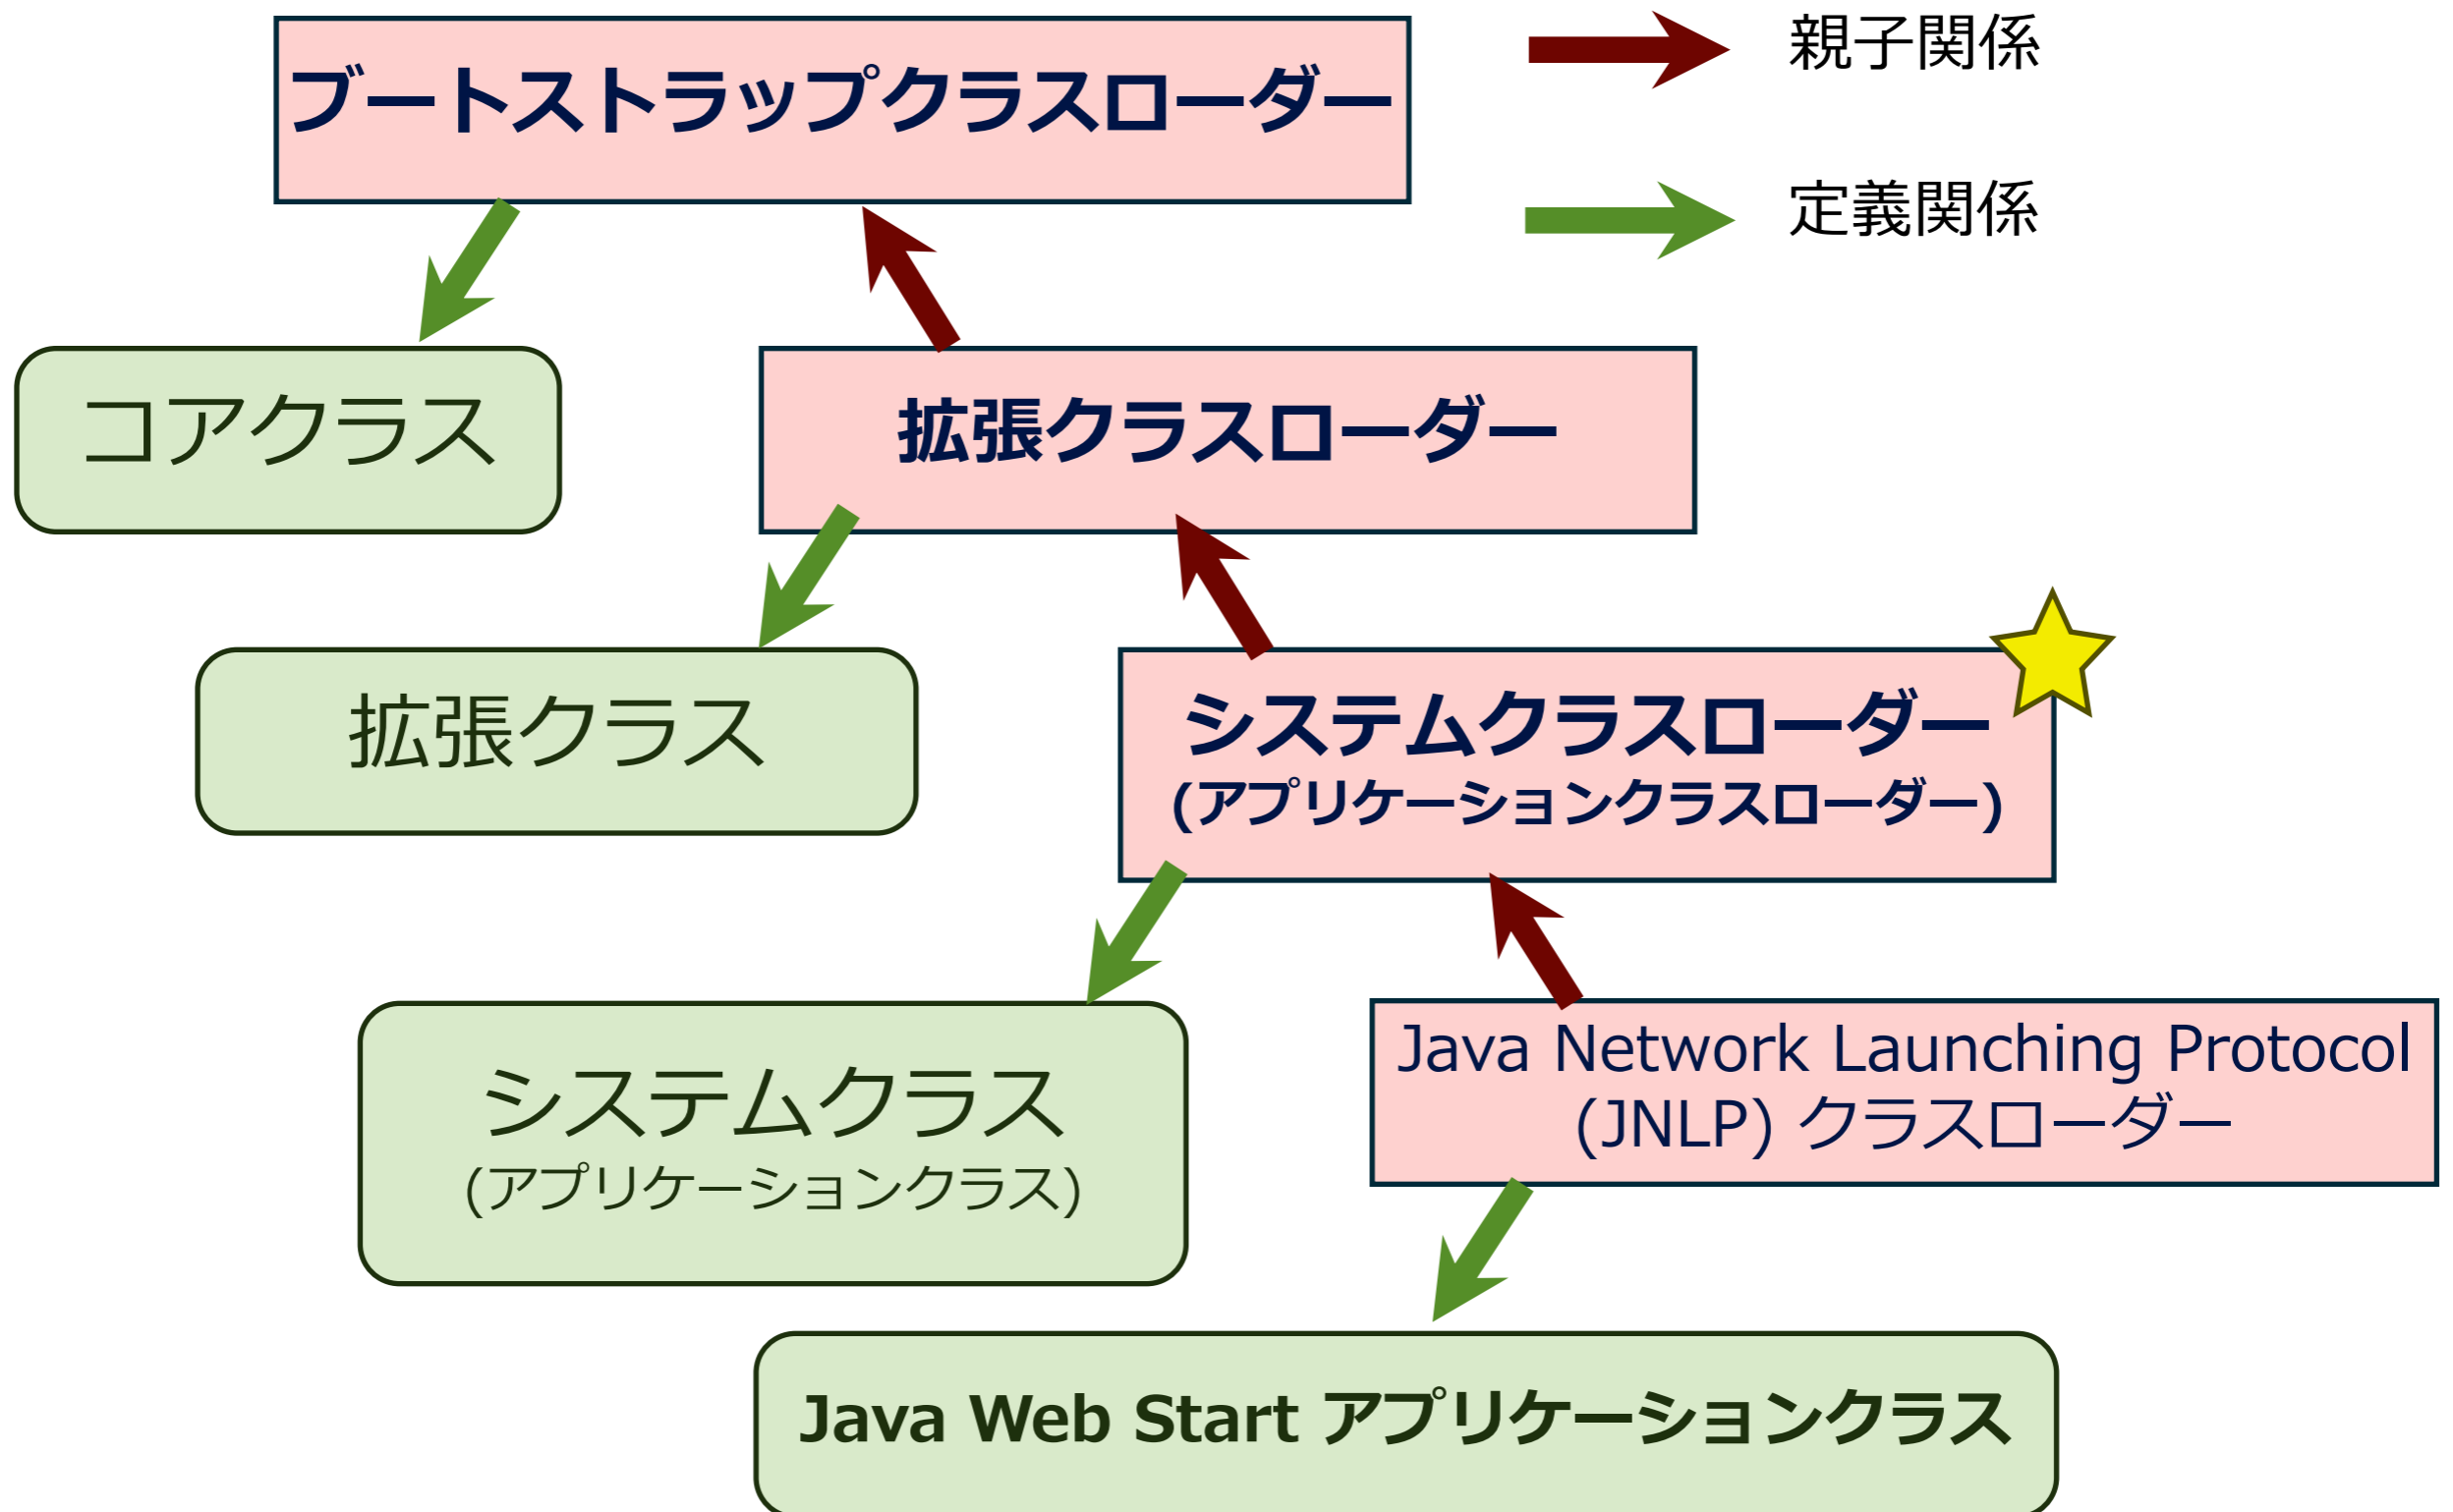 ブートストラップクラスローダー
親子関係
定義関係
コアクラス
拡張クラスローダー
拡張クラス
システムクラスローダー
(アプリケーションクラスローダー)
システムクラス
(アプリケーションクラス)
Java Network Launching Protocol
(JNLP) クラスローダー
Java Web Start アプリケーションクラス